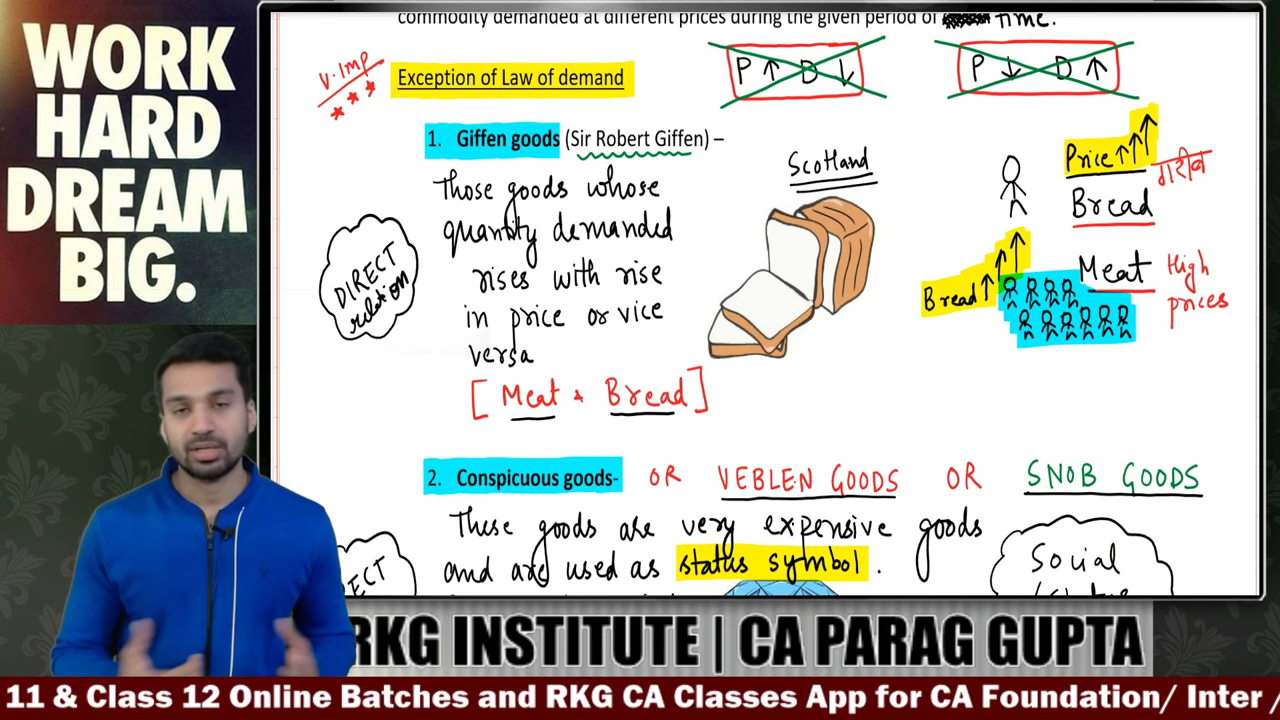 WORK
HARD
DREAM
BIG.
commodity demanded at different prices during the given period of time.
V. Imp
Exception of Law of demand
P ↑ D ↓
P ↓ D ↑
1. Giffen goods (Sir Robert Giffen) –
Those goods whose
quantity demanded
rises with rise
in price or vice
versa
[Meat & Bread]
DIRECT
relation
Scotland
Price ↑ ↑ ↑
गरीब
Bread
Meat
High
prices
Bread ↑ ↑ ↑
2. Conspicuous goods- OR VEBLEN GOODS OR SNOB GOODS
These goods are very expensive goods
and are used as status symbol.
Social
RKG INSTITUTE | CA PARAG GUPTA
11 & Class 12 Online Batches and RKG CA Classes App for CA Foundation/ Inter /